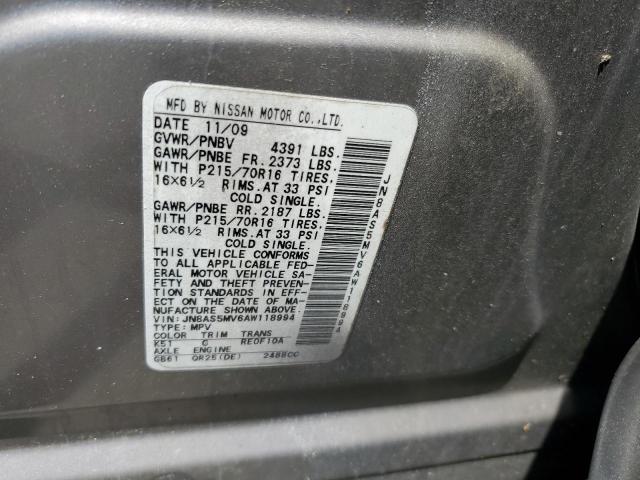 MFD BY NISSAN MOTOR CO.,LTD.
DATE 11/09
GVWR/PNBV 4391 LBS.
GAWR/PNBE FR. 2373 LBS.
WITH P215/70R16 TIRES.
16×6½ RIMS. AT 33 PSI
COLD SINGLE.
GAWR/PNBE RR. 2187 LBS.
WITH P215/70R16 TIRES.
16×6½ RIMS. AT 33 PSI
COLD SINGLE.
THIS VEHICLE CONFORMS
TO ALL APPLICABLE FED-
ERAL MOTOR VEHICLE SA-
FETY AND THEFT PREVEN-
TION STANDARDS IN EFF-
ECT ON THE DATE OF MA-
NUFACTURE SHOWN ABOVE.
VIN: JN8AS5MV6AW118994
TYPE: MPV
COLOR TRIM TRANS
K51 G RE0F10A
AXLE ENGINE
GB61 QR25(DE) 2488CC
JN8AS5MV6AW118994